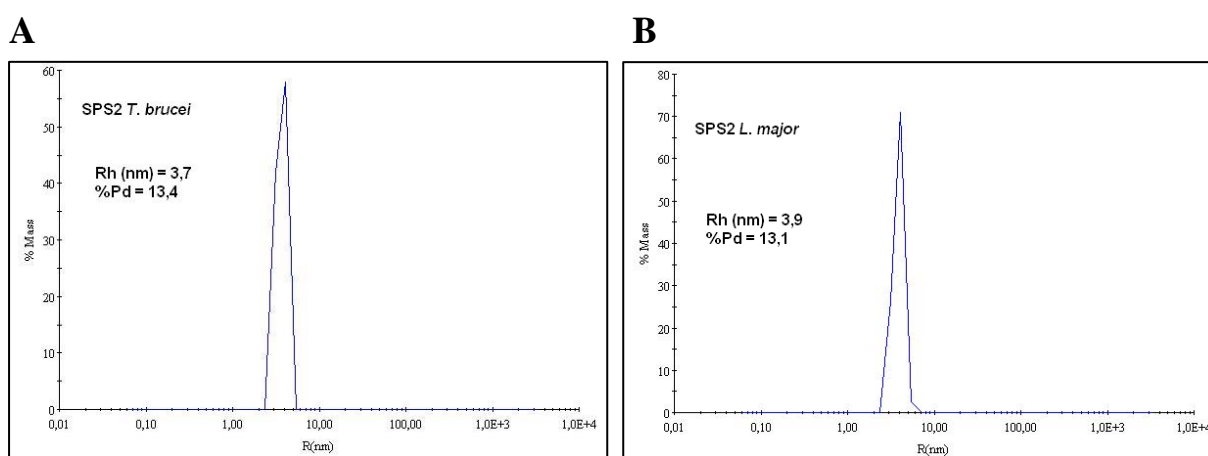 A
60
50
40
30
20
10
0
% Mass
SPS2 T. brucei
Rh (nm) = 3,7
%Pd = 13,4
0,01 0,10 1,00 10,00 100,00 1,0E+3 1,0E+4
R(nm)
B
80
70
60
50
40
30
20
10
0
% Mass
SPS2 L. major
Rh (nm) = 3,9
%Pd = 13,1
0,01 0,10 1,00 10,00 100,00 1,0E+3 1,0E+4
R(nm)